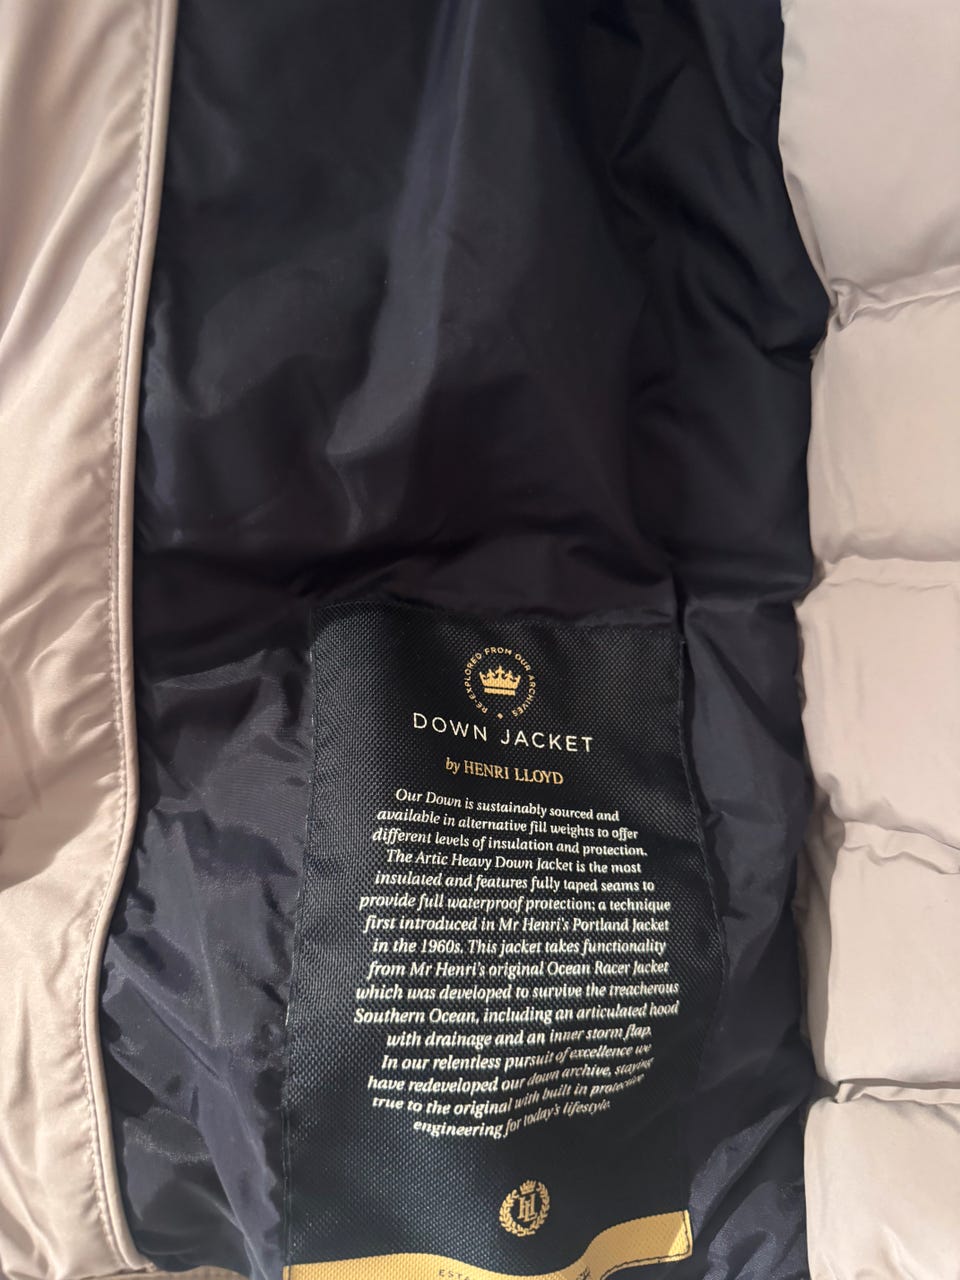 RE-EXPLORED FROM OUR ARCHIVES
DOWN JACKET
by HENRI LLOYD
Our Down is sustainably sourced and
available in alternative fill weights to offer
different levels of insulation and protection.
The Artic Heavy Down Jacket is the most
insulated and features fully taped seams to
provide full waterproof protection; a technique
first introduced in Mr Henri's Portland Jacket
in the 1960s. This jacket takes functionality
from Mr Henri's original Ocean Racer Jacket
which was developed to survive the treacherous
Southern Ocean, including an articulated hood
with drainage and an inner storm flap.
In our relentless pursuit of excellence we
have redeveloped our down archive, staying
true to the original with built in protective
engineering for today's lifestyle.
HL